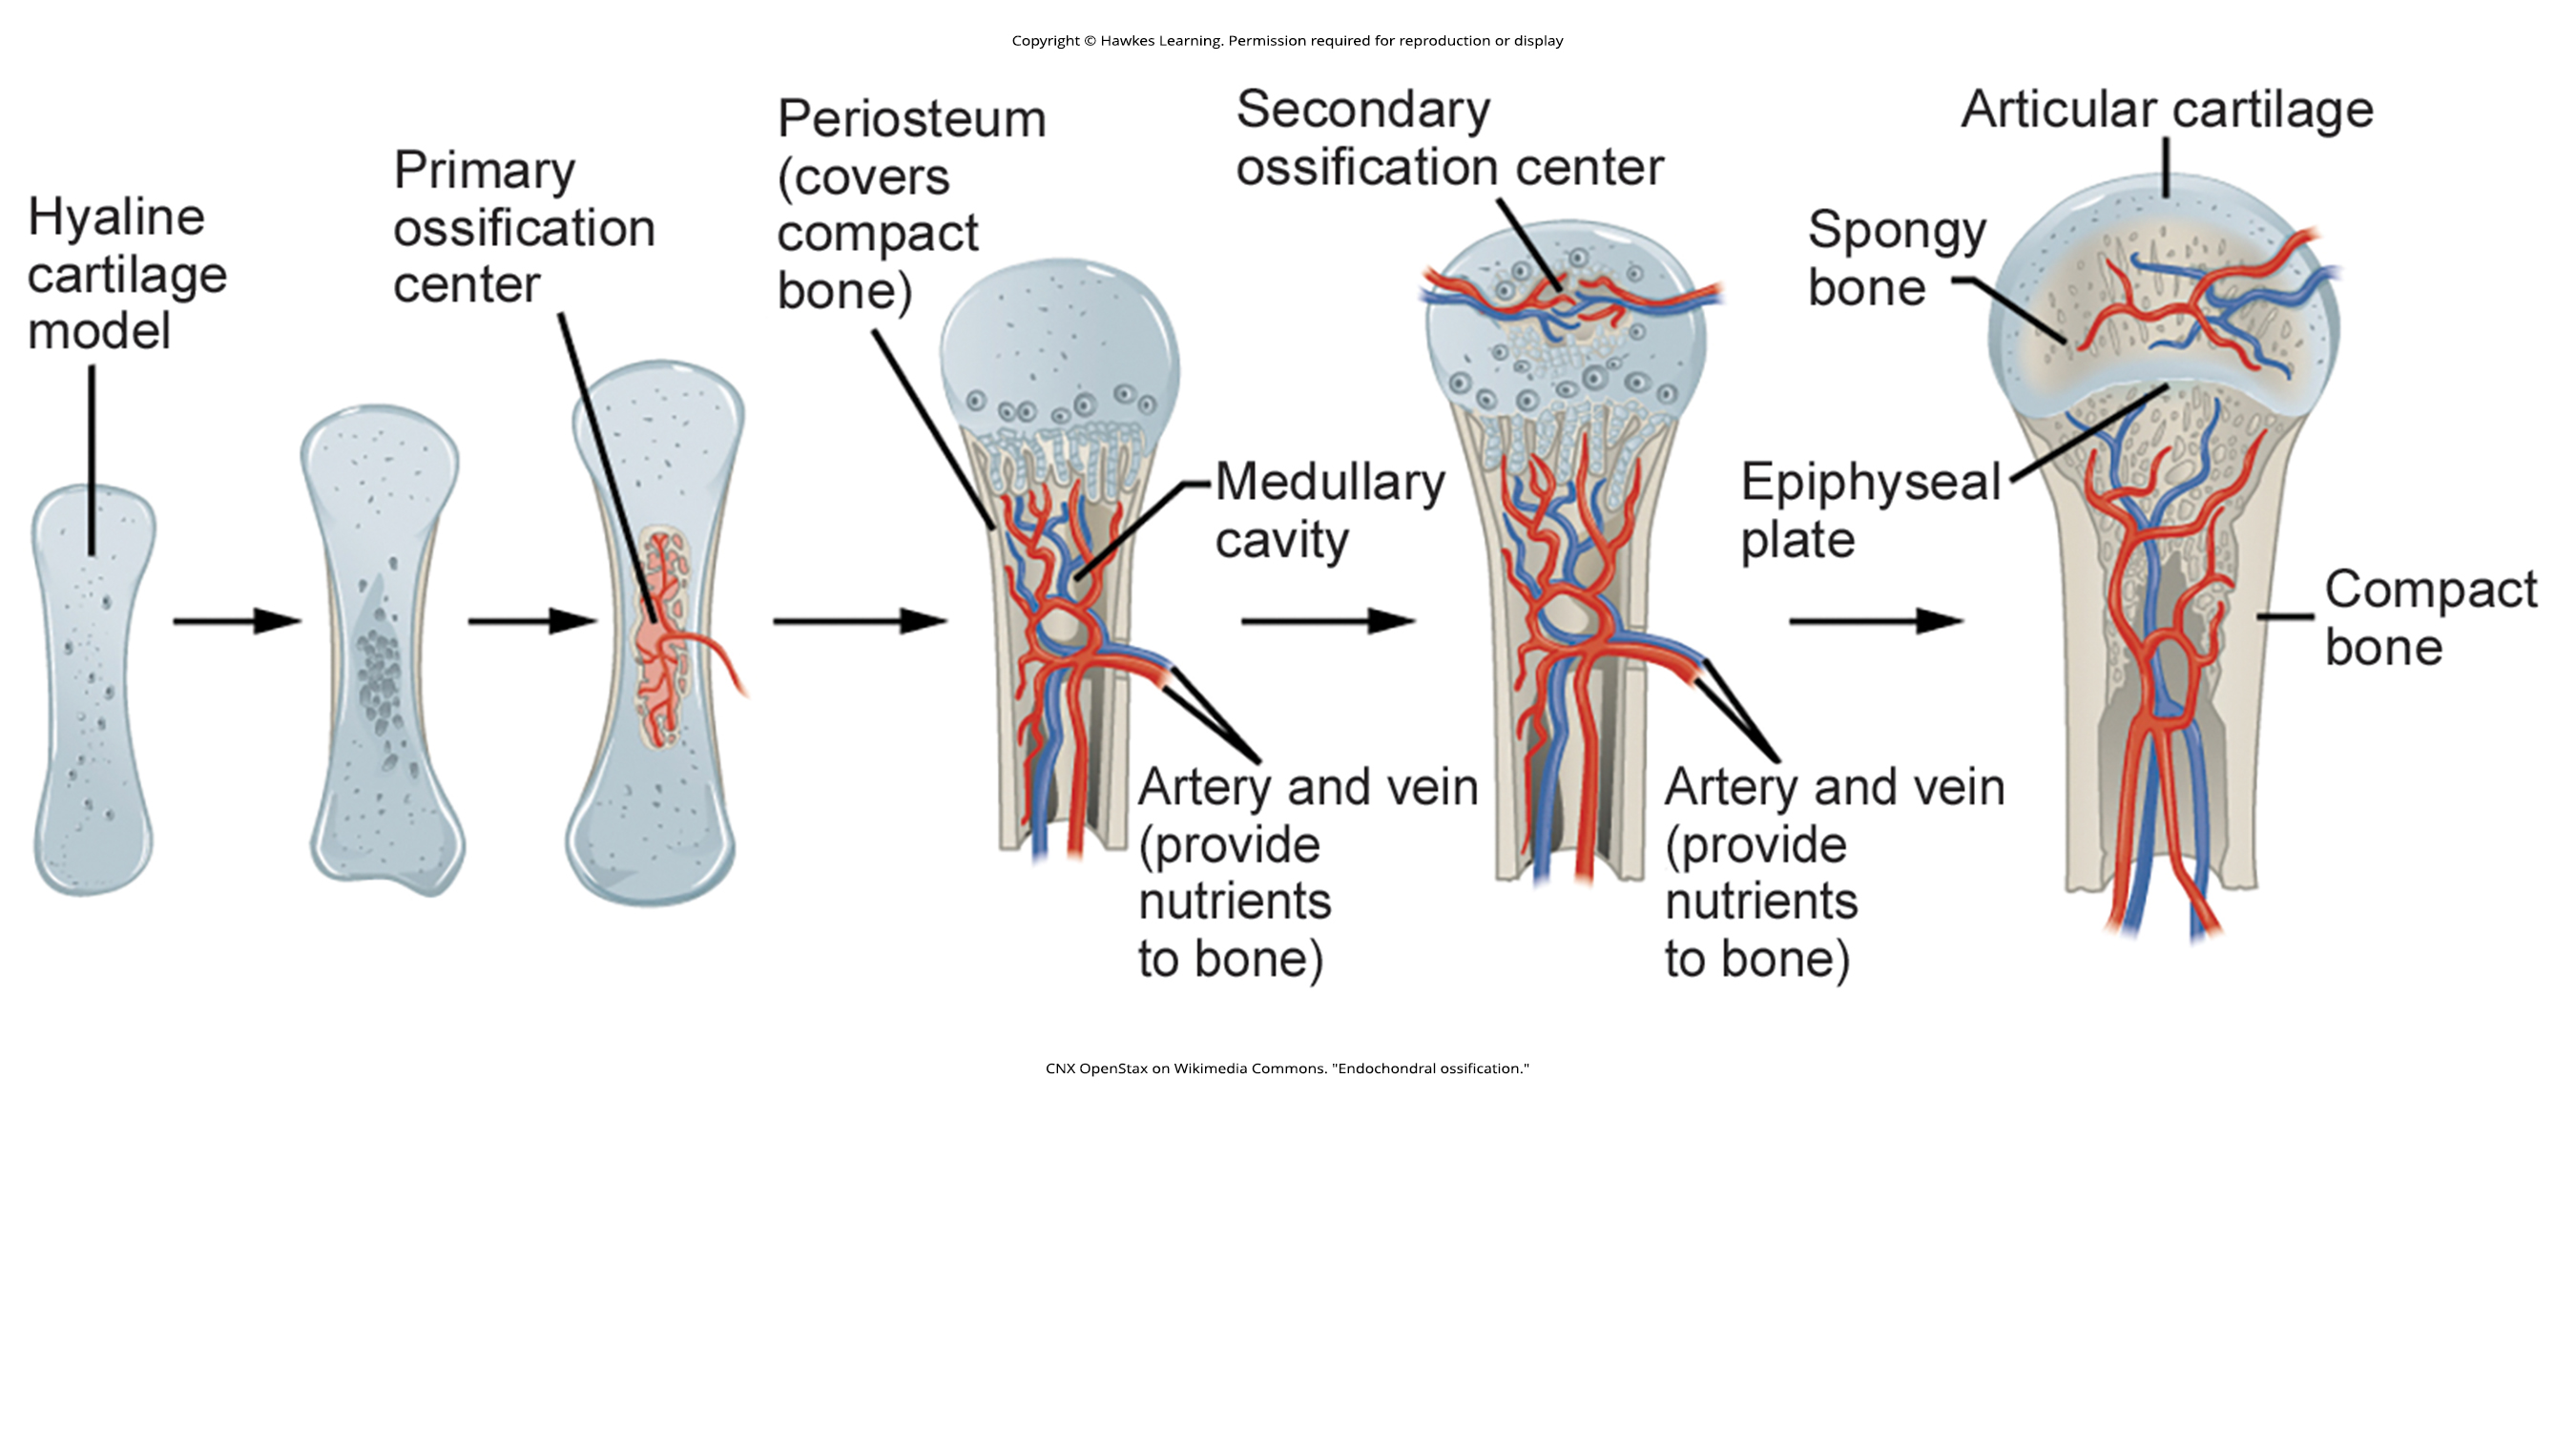 Copyright © Hawkes Learning. Permission required for reproduction or display
Hyaline
cartilage
model
Primary
ossification
center
Periosteum
(covers
compact
bone)
Medullary
cavity
Artery and vein
(provide
nutrients
to bone)
Secondary
ossification center
Artery and vein
(provide
nutrients
to bone)
Articular cartilage
Spongy
bone
Epiphyseal
plate
Compact
bone
CNX OpenStax on Wikimedia Commons. "Endochondral ossification."